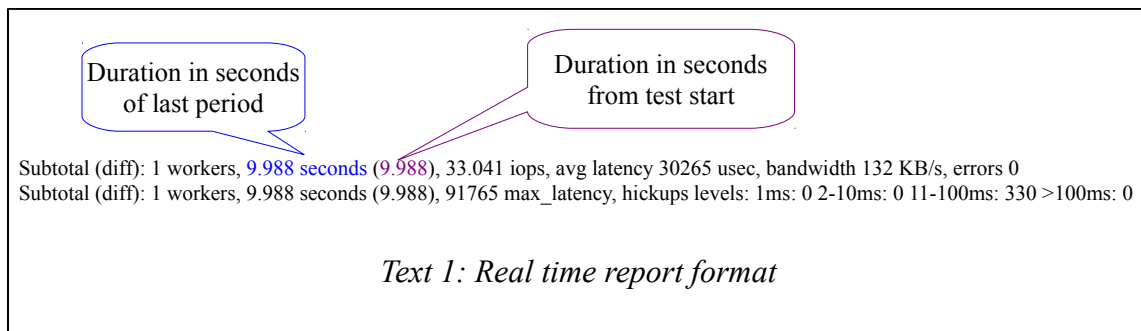 Duration in seconds
of last period
Duration in seconds
from test start
Subtotal (diff): 1 workers, 9.988 seconds (9.988), 33.041 iops, avg latency 30265 usec, bandwidth 132 KB/s, errors 0
Subtotal (diff): 1 workers, 9.988 seconds (9.988), 91765 max_latency, hickups levels: 1ms: 0 2-10ms: 0 11-100ms: 330 >100ms: 0
Text 1: Real time report format